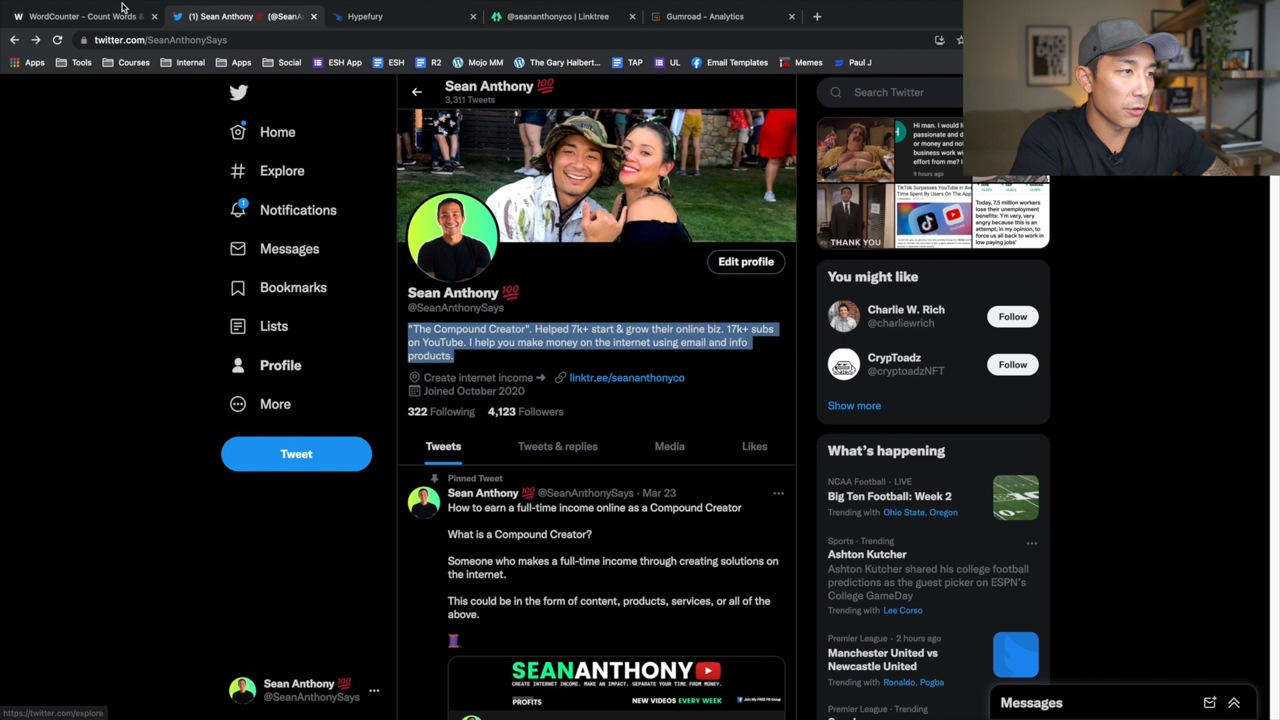 WordCounter - Count Words &
(1) Sean Anthony 💯 (@SeanA
Hypefury
@seananthonyco | Linktree
Gumroad - Analytics
twitter.com/SeanAnthonySays
Apps
Tools
Courses
Internal
Apps
Social
ESH App
ESH
R2
Mojo MM
The Gary Halbert...
TAP
UL
Email Templates
Memes
Paul J
Home
Explore
Notifications
Messages
Bookmarks
Lists
Profile
More
Tweet
Sean Anthony 💯
@SeanAnthonySays
https://twitter.com/explore
Sean Anthony 💯
3,311 Tweets
Edit profile
Sean Anthony 💯
@SeanAnthonySays
"The Compound Creator". Helped 7k+ start & grow their online biz. 17k+ subs
on YouTube. I help you make money on the internet using email and info
products.
Create internet income → linktr.ee/seananthonyco
Joined October 2020
322 Following 4,123 Followers
Tweets
Tweets & replies
Media
Likes
Pinned Tweet
Sean Anthony 💯 @SeanAnthonySays · Mar 23
How to earn a full-time income online as a Compound Creator
What is a Compound Creator?
Someone who makes a full-time income through creating solutions on
the internet.
This could be in the form of content, products, services, or all of the
above.
SEANANTHONY
CREATE INTERNET INCOME. MAKE AN IMPACT. SEPARATE YOUR TIME FROM MONEY.
PROFITS
NEW VIDEOS EVERY WEEK
Join My FREE FB Group
Search Twitter
Hi man. I would li
passionate and d
or money and not
business work wi
effort from me? I
9 hours ago
THANK YOU
TikTok Surpasses YouTube in
Time Spent By Users On The App
Today, 7.5 million workers
lose their unemployment
benefits: 'I'm very, very
angry because this is an
attempt, in my opinion, to
force us all back to work in
low paying jobs'
You might like
Charlie W. Rich
@charliewrich
Follow
CrypToadz
@cryptoadzNFT
Follow
Show more
What's happening
NCAA Football · LIVE
Big Ten Football: Week 2
Trending with Ohio State, Oregon
Sports · Trending
Ashton Kutcher
Ashton Kutcher shared his college football
predictions as the guest picker on ESPN's
College GameDay
Trending with Lee Corso
Premier League · 2 hours ago
Manchester United vs
Newcastle United
Trending with Ronaldo, Pogba
Premier League · Trending
Messages